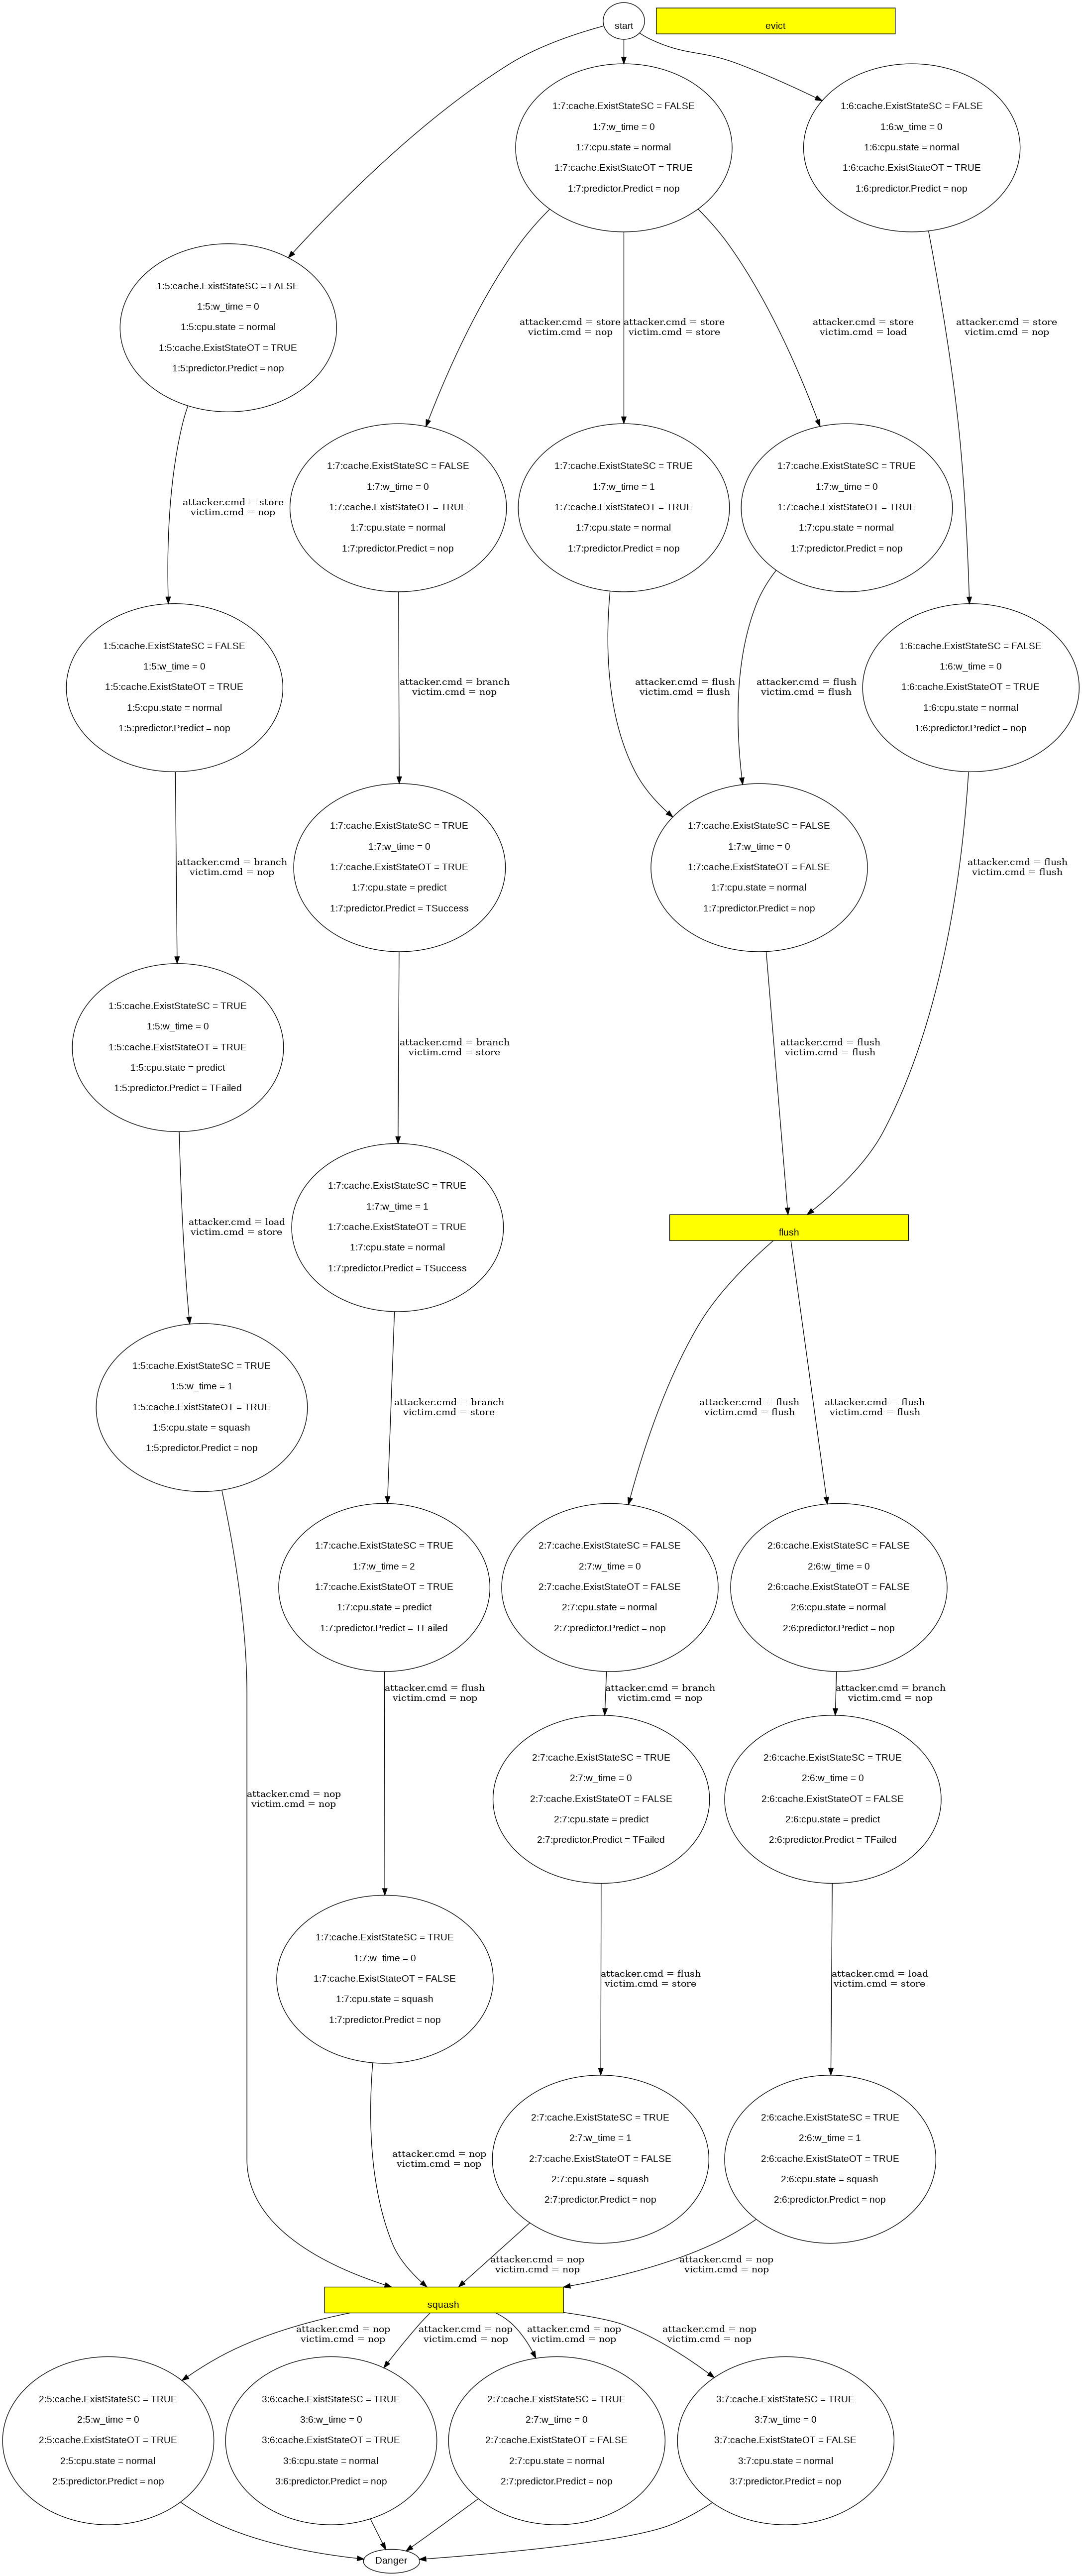 start
evict
1:7:cache.ExistStateSC = FALSE
1:7:w_time = 0
1:7:cpu.state = normal
1:7:cache.ExistStateOT = TRUE
1:7:predictor.Predict = nop
1:6:cache.ExistStateSC = FALSE
1:6:w_time = 0
1:6:cpu.state = normal
1:6:cache.ExistStateOT = TRUE
1:6:predictor.Predict = nop
1:5:cache.ExistStateSC = FALSE
1:5:w_time = 0
1:5:cpu.state = normal
1:5:cache.ExistStateOT = TRUE
1:5:predictor.Predict = nop
attacker.cmd = store
victim.cmd = nop
attacker.cmd = store
victim.cmd = store
attacker.cmd = store
victim.cmd = load
attacker.cmd = store
victim.cmd = nop
attacker.cmd = store
victim.cmd = nop
1:7:cache.ExistStateSC = FALSE
1:7:w_time = 0
1:7:cache.ExistStateOT = TRUE
1:7:cpu.state = normal
1:7:predictor.Predict = nop
1:7:cache.ExistStateSC = TRUE
1:7:w_time = 1
1:7:cache.ExistStateOT = TRUE
1:7:cpu.state = normal
1:7:predictor.Predict = nop
1:7:cache.ExistStateSC = TRUE
1:7:w_time = 0
1:7:cache.ExistStateOT = TRUE
1:7:cpu.state = normal
1:7:predictor.Predict = nop
1:5:cache.ExistStateSC = FALSE
1:5:w_time = 0
1:5:cache.ExistStateOT = TRUE
1:5:cpu.state = normal
1:5:predictor.Predict = nop
attacker.cmd = branch
victim.cmd = nop
attacker.cmd = flush
victim.cmd = flush
attacker.cmd = flush
victim.cmd = flush
1:6:cache.ExistStateSC = FALSE
1:6:w_time = 0
1:6:cache.ExistStateOT = TRUE
1:6:cpu.state = normal
1:6:predictor.Predict = nop
attacker.cmd = branch
victim.cmd = nop
1:7:cache.ExistStateSC = TRUE
1:7:w_time = 0
1:7:cache.ExistStateOT = TRUE
1:7:cpu.state = predict
1:7:predictor.Predict = TSuccess
1:7:cache.ExistStateSC = FALSE
1:7:w_time = 0
1:7:cache.ExistStateOT = FALSE
1:7:cpu.state = normal
1:7:predictor.Predict = nop
attacker.cmd = flush
victim.cmd = flush
1:5:cache.ExistStateSC = TRUE
1:5:w_time = 0
1:5:cache.ExistStateOT = TRUE
1:5:cpu.state = predict
1:5:predictor.Predict = TFailed
attacker.cmd = branch
victim.cmd = store
attacker.cmd = flush
victim.cmd = flush
attacker.cmd = load
victim.cmd = store
1:7:cache.ExistStateSC = TRUE
1:7:w_time = 1
1:7:cache.ExistStateOT = TRUE
1:7:cpu.state = normal
1:7:predictor.Predict = TSuccess
flush
1:5:cache.ExistStateSC = TRUE
1:5:w_time = 1
1:5:cache.ExistStateOT = TRUE
1:5:cpu.state = squash
1:5:predictor.Predict = nop
attacker.cmd = branch
victim.cmd = store
attacker.cmd = flush
victim.cmd = flush
attacker.cmd = flush
victim.cmd = flush
1:7:cache.ExistStateSC = TRUE
1:7:w_time = 2
1:7:cache.ExistStateOT = TRUE
1:7:cpu.state = predict
1:7:predictor.Predict = TFailed
2:7:cache.ExistStateSC = FALSE
2:7:w_time = 0
2:7:cache.ExistStateOT = FALSE
2:7:cpu.state = normal
2:7:predictor.Predict = nop
2:6:cache.ExistStateSC = FALSE
2:6:w_time = 0
2:6:cache.ExistStateOT = FALSE
2:6:cpu.state = normal
2:6:predictor.Predict = nop
attacker.cmd = flush
victim.cmd = nop
attacker.cmd = branch
victim.cmd = nop
attacker.cmd = branch
victim.cmd = nop
attacker.cmd = nop
victim.cmd = nop
2:7:cache.ExistStateSC = TRUE
2:7:w_time = 0
2:7:cache.ExistStateOT = FALSE
2:7:cpu.state = predict
2:7:predictor.Predict = TFailed
2:6:cache.ExistStateSC = TRUE
2:6:w_time = 0
2:6:cache.ExistStateOT = FALSE
2:6:cpu.state = predict
2:6:predictor.Predict = TFailed
1:7:cache.ExistStateSC = TRUE
1:7:w_time = 0
1:7:cache.ExistStateOT = FALSE
1:7:cpu.state = squash
1:7:predictor.Predict = nop
attacker.cmd = flush
victim.cmd = store
attacker.cmd = load
victim.cmd = store
attacker.cmd = nop
victim.cmd = nop
2:7:cache.ExistStateSC = TRUE
2:7:w_time = 1
2:7:cache.ExistStateOT = FALSE
2:7:cpu.state = squash
2:7:predictor.Predict = nop
2:6:cache.ExistStateSC = TRUE
2:6:w_time = 1
2:6:cache.ExistStateOT = TRUE
2:6:cpu.state = squash
2:6:predictor.Predict = nop
attacker.cmd = nop
victim.cmd = nop
attacker.cmd = nop
victim.cmd = nop
squash
attacker.cmd = nop
victim.cmd = nop
attacker.cmd = nop
victim.cmd = nop
attacker.cmd = nop
victim.cmd = nop
attacker.cmd = nop
victim.cmd = nop
2:5:cache.ExistStateSC = TRUE
2:5:w_time = 0
2:5:cache.ExistStateOT = TRUE
2:5:cpu.state = normal
2:5:predictor.Predict = nop
3:6:cache.ExistStateSC = TRUE
3:6:w_time = 0
3:6:cache.ExistStateOT = TRUE
3:6:cpu.state = normal
3:6:predictor.Predict = nop
2:7:cache.ExistStateSC = TRUE
2:7:w_time = 0
2:7:cache.ExistStateOT = FALSE
2:7:cpu.state = normal
2:7:predictor.Predict = nop
3:7:cache.ExistStateSC = TRUE
3:7:w_time = 0
3:7:cache.ExistStateOT = FALSE
3:7:cpu.state = normal
3:7:predictor.Predict = nop
Danger